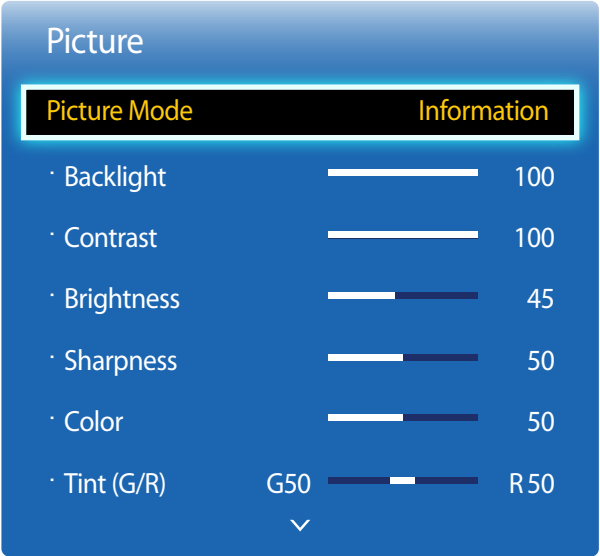 Picture
Picture Mode Information
· Backlight 100
· Contrast 100
· Brightness 45
· Sharpness 50
· Color 50
· Tint (G/R) G50 R50